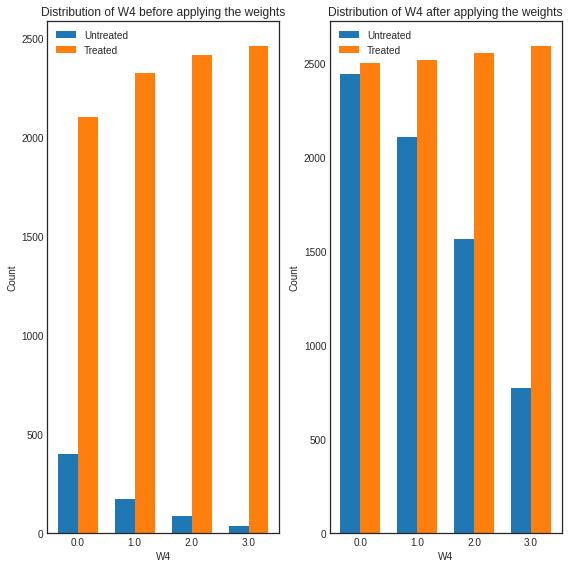 Distribution of W4 before applying the weights
Untreated
Treated
2500
2000
1500
1000
500
0
Count
0.0 1.0 2.0 3.0
W4
Distribution of W4 after applying the weights
Untreated
Treated
2500
2000
1500
1000
500
0
Count
0.0 1.0 2.0 3.0
W4